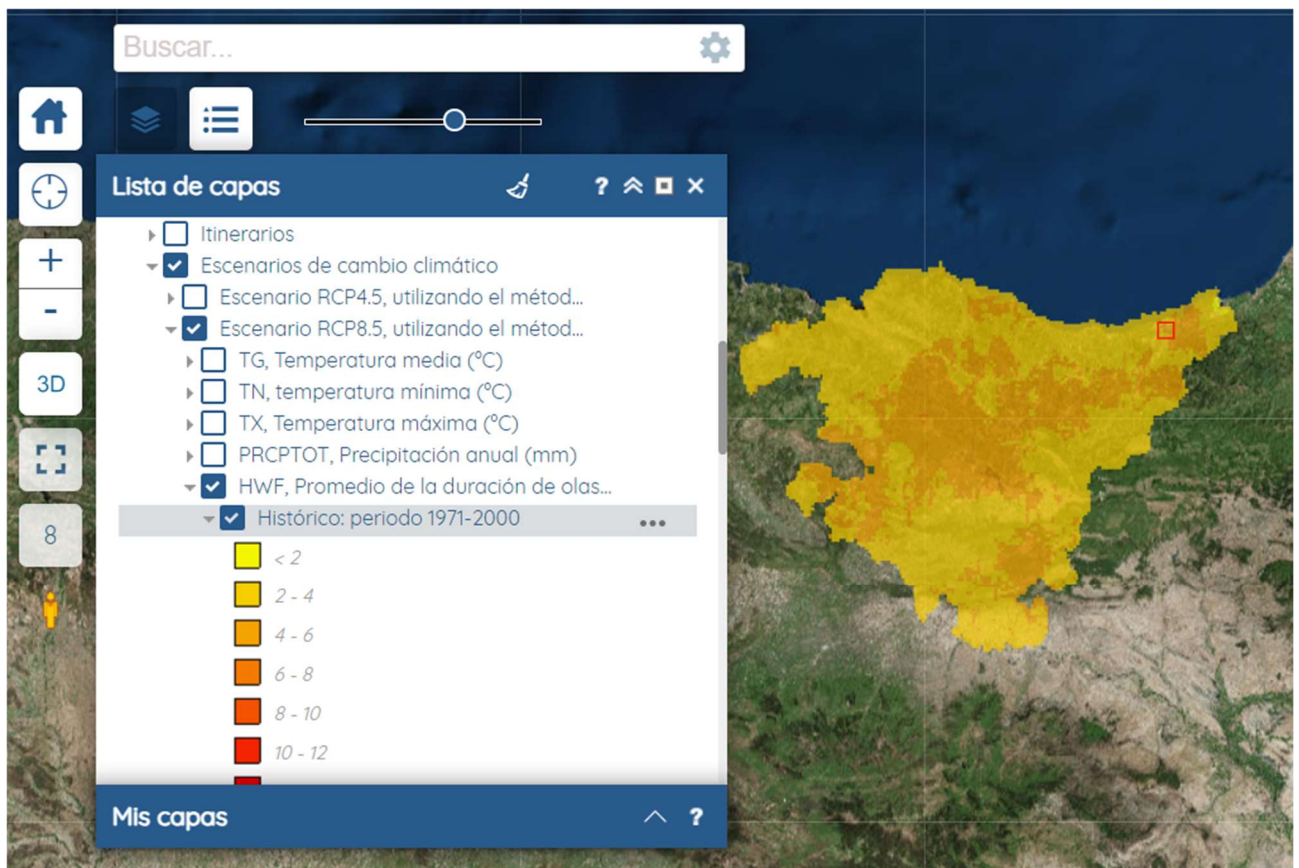 Buscar...
Lista de capas
?
Itinerarios
+
Escenarios de cambio climático
Escenario RCP4.5, utilizando el métod...
-
Escenario RCP8.5, utilizando el métod...
TG, Temperatura media (ºC)
3D
TN, temperatura mínima (ºC)
TX, Temperatura máxima (ºC)
PRCPTOT, Precipitación anual (mm)
HWF, Promedio de la duración de olas...
Histórico: periodo 1971-2000
8
< 2
2 - 4
4 - 6
6 - 8
8 - 10
10 - 12
Mis capas
?